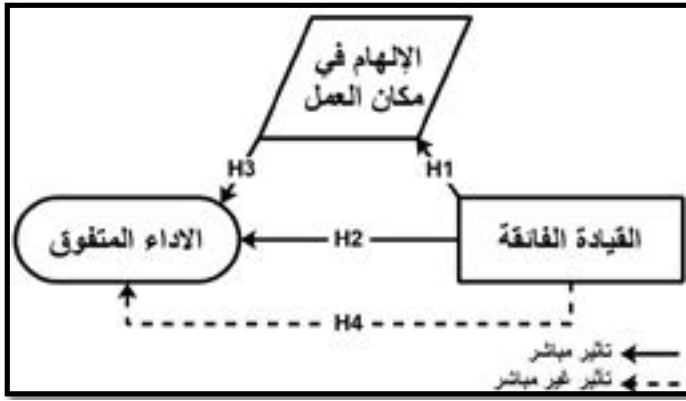 الإلهام في
مكان العمل
H3
H1
القيادة الفائقة
H2
الاداء المتفوق
H4
تأثير مباشر
تأثير غير مباشر